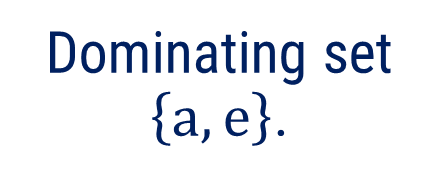 Dominating set
{a, e}.